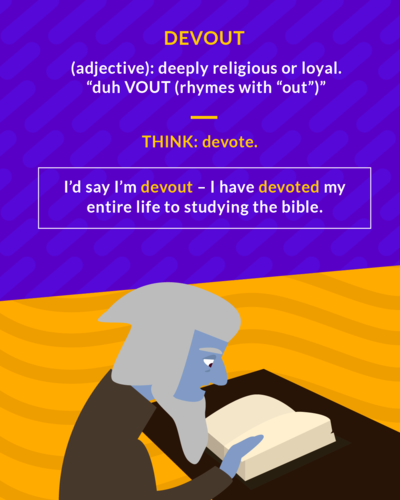 DEVOUT
(adjective): deeply religious or loyal.
“duh VOUT (rhymes with “out”)”
THINK: devote.
I’d say I’m devout – I have devoted my
entire life to studying the bible.